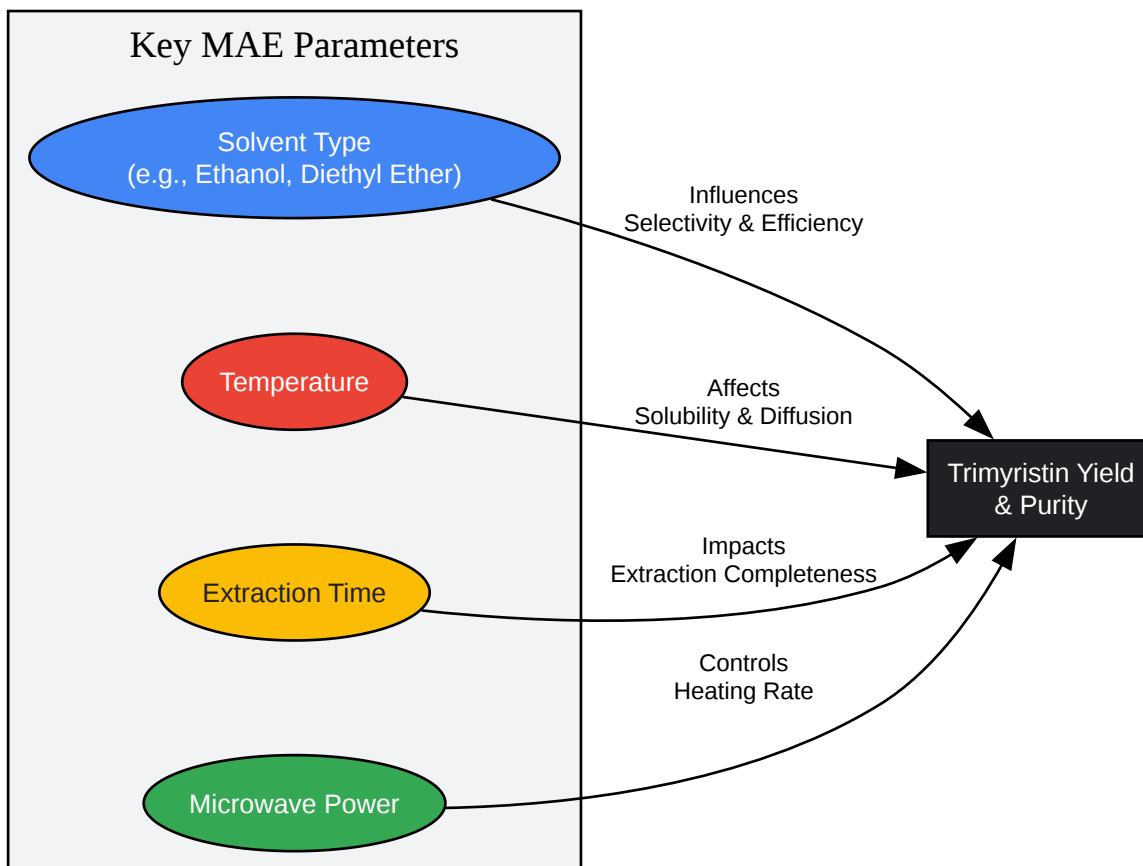 Key MAE Parameters
Solvent Type
(e.g., Ethanol, Diethyl Ether)
Influences
Selectivity & Efficiency
Temperature
Affects
Solubility & Diffusion
Trimyristin Yield
& Purity
Extraction Time
Impacts
Extraction Completeness
Controls
Heating Rate
Microwave Power